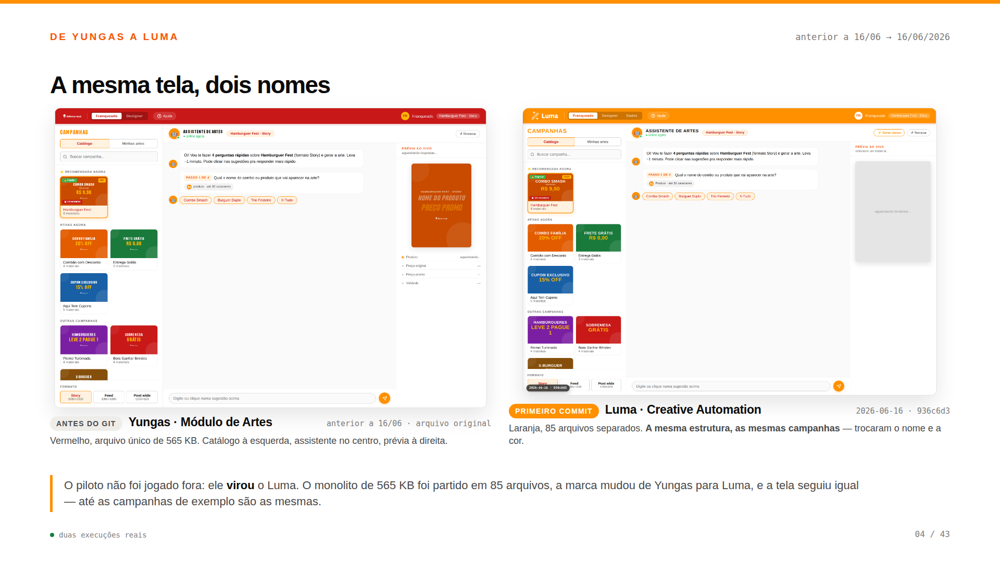 DE YUNGAS A LUMA
anterior a 16/06 → 16/06/2026
A mesma tela, dois nomes
delivery much
Franqueado
Designer
Ajuda
FR
Franqueado
Hamburguer Fest · Story
CAMPANHAS
Catálogo
Minhas artes
Buscar campanha...
RECOMENDADA AGORA
Popular
FEST
COMBO SMASH
R$ 9,90
Hamburguer Fest
6 materiais
ATIVAS AGORA
COMBO FAMÍLIA
20% OFF
Combão com Desconto
4 materiais
FRETE GRÁTIS
R$ 0,00
Entrega Grátis
3 materiais
CUPOM EXCLUSIVO
15% OFF
Aqui Tem Cupons
5 materiais
OUTRAS CAMPANHAS
HAMBÚRGUERES
LEVE 2 PAGUE 1
Promo Turbinada
4 materiais
SOBREMESA
GRÁTIS
Bora Ganhar Brindes
4 materiais
X-BURGUER
FORMATO
Story
1080×1920
Feed
1080×1080
Post wide
1200×628
ASSISTENTE DE ARTES
online agora
Hamburguer Fest · Story
↺ Reiniciar
Oi! Vou te fazer 4 perguntas rápidas sobre Hamburguer Fest (formato Story) e gerar a arte. Leva
~1 minuto. Pode clicar nas sugestões pra responder mais rápido.
PASSO 1 DE 4
Qual o nome do combo ou produto que vai aparecer na arte?
Aa produto · até 32 caracteres
Combo Smash
Burguer Duplo
Trio Festeiro
X-Tudo
Digite ou clique numa sugestão acima
PRÉVIA AO VIVO
aguardando respostas...
HAMBURGUER FEST · STORY
NOME DO PRODUTO
PREÇO PROMO
Produto
aguardando...
Preço original
—
Preço promo
—
Validade
—
Luma
Franqueado
Designer
Dados
Ajuda
FR
Franqueado
Hamburguer Fest · Story
CAMPANHAS
Catálogo
Minhas artes
Buscar campanha...
RECOMENDADA AGORA
Popular
FEST
COMBO SMASH
R$ 9,90
2d restantes
Hamburguer Fest
6 materiais
ATIVAS AGORA
COMBO FAMÍLIA
20% OFF
Combão com Desconto
4 materiais
FRETE GRÁTIS
R$ 0,00
Entrega Grátis
3 materiais
CUPOM EXCLUSIVO
15% OFF
Aqui Tem Cupons
5 materiais
OUTRAS CAMPANHAS
HAMBÚRGUERES
LEVE 2 PAGUE
1
Promo Turbinada
4 materiais
SOBREMESA
GRÁTIS
Bora Ganhar Brindes
4 materiais
X-BURGUER
FORMATO
Story
Feed
Post wide
1200×628
2026-06-16 · 936c6d3
ASSISTENTE DE ARTES
online agora
Hamburguer Fest · Story
⚡ Gerar vários
↺ Reiniciar
Oi! Vou te fazer 4 perguntas rápidas sobre Hamburguer Fest (formato Story) e gerar a arte. Leva
~1 minuto. Pode clicar nas sugestões pra responder mais rápido.
PASSO 1 DE 4
Qual o nome do combo ou produto que vai aparecer na arte?
Aa Produto · até 32 caracteres
Combo Smash
Burguer Duplo
Trio Festeiro
X-Tudo
Digite ou clique numa sugestão acima
PRÉVIA AO VIVO
selecione um material...
aguardando template...
ANTES DO GIT
Yungas · Módulo de Artes
anterior a 16/06 · arquivo original
Vermelho, arquivo único de 565 KB. Catálogo à esquerda, assistente no centro, prévia à direita.
PRIMEIRO COMMIT
Luma · Creative Automation
2026-06-16 · 936c6d3
Laranja, 85 arquivos separados. A mesma estrutura, as mesmas campanhas — trocaram o nome e a
cor.
O piloto não foi jogado fora: ele virou o Luma. O monolito de 565 KB foi partido em 85 arquivos, a marca mudou de Yungas para Luma, e a tela seguiu igual
— até as campanhas de exemplo são as mesmas.
duas execuções reais
04 / 43